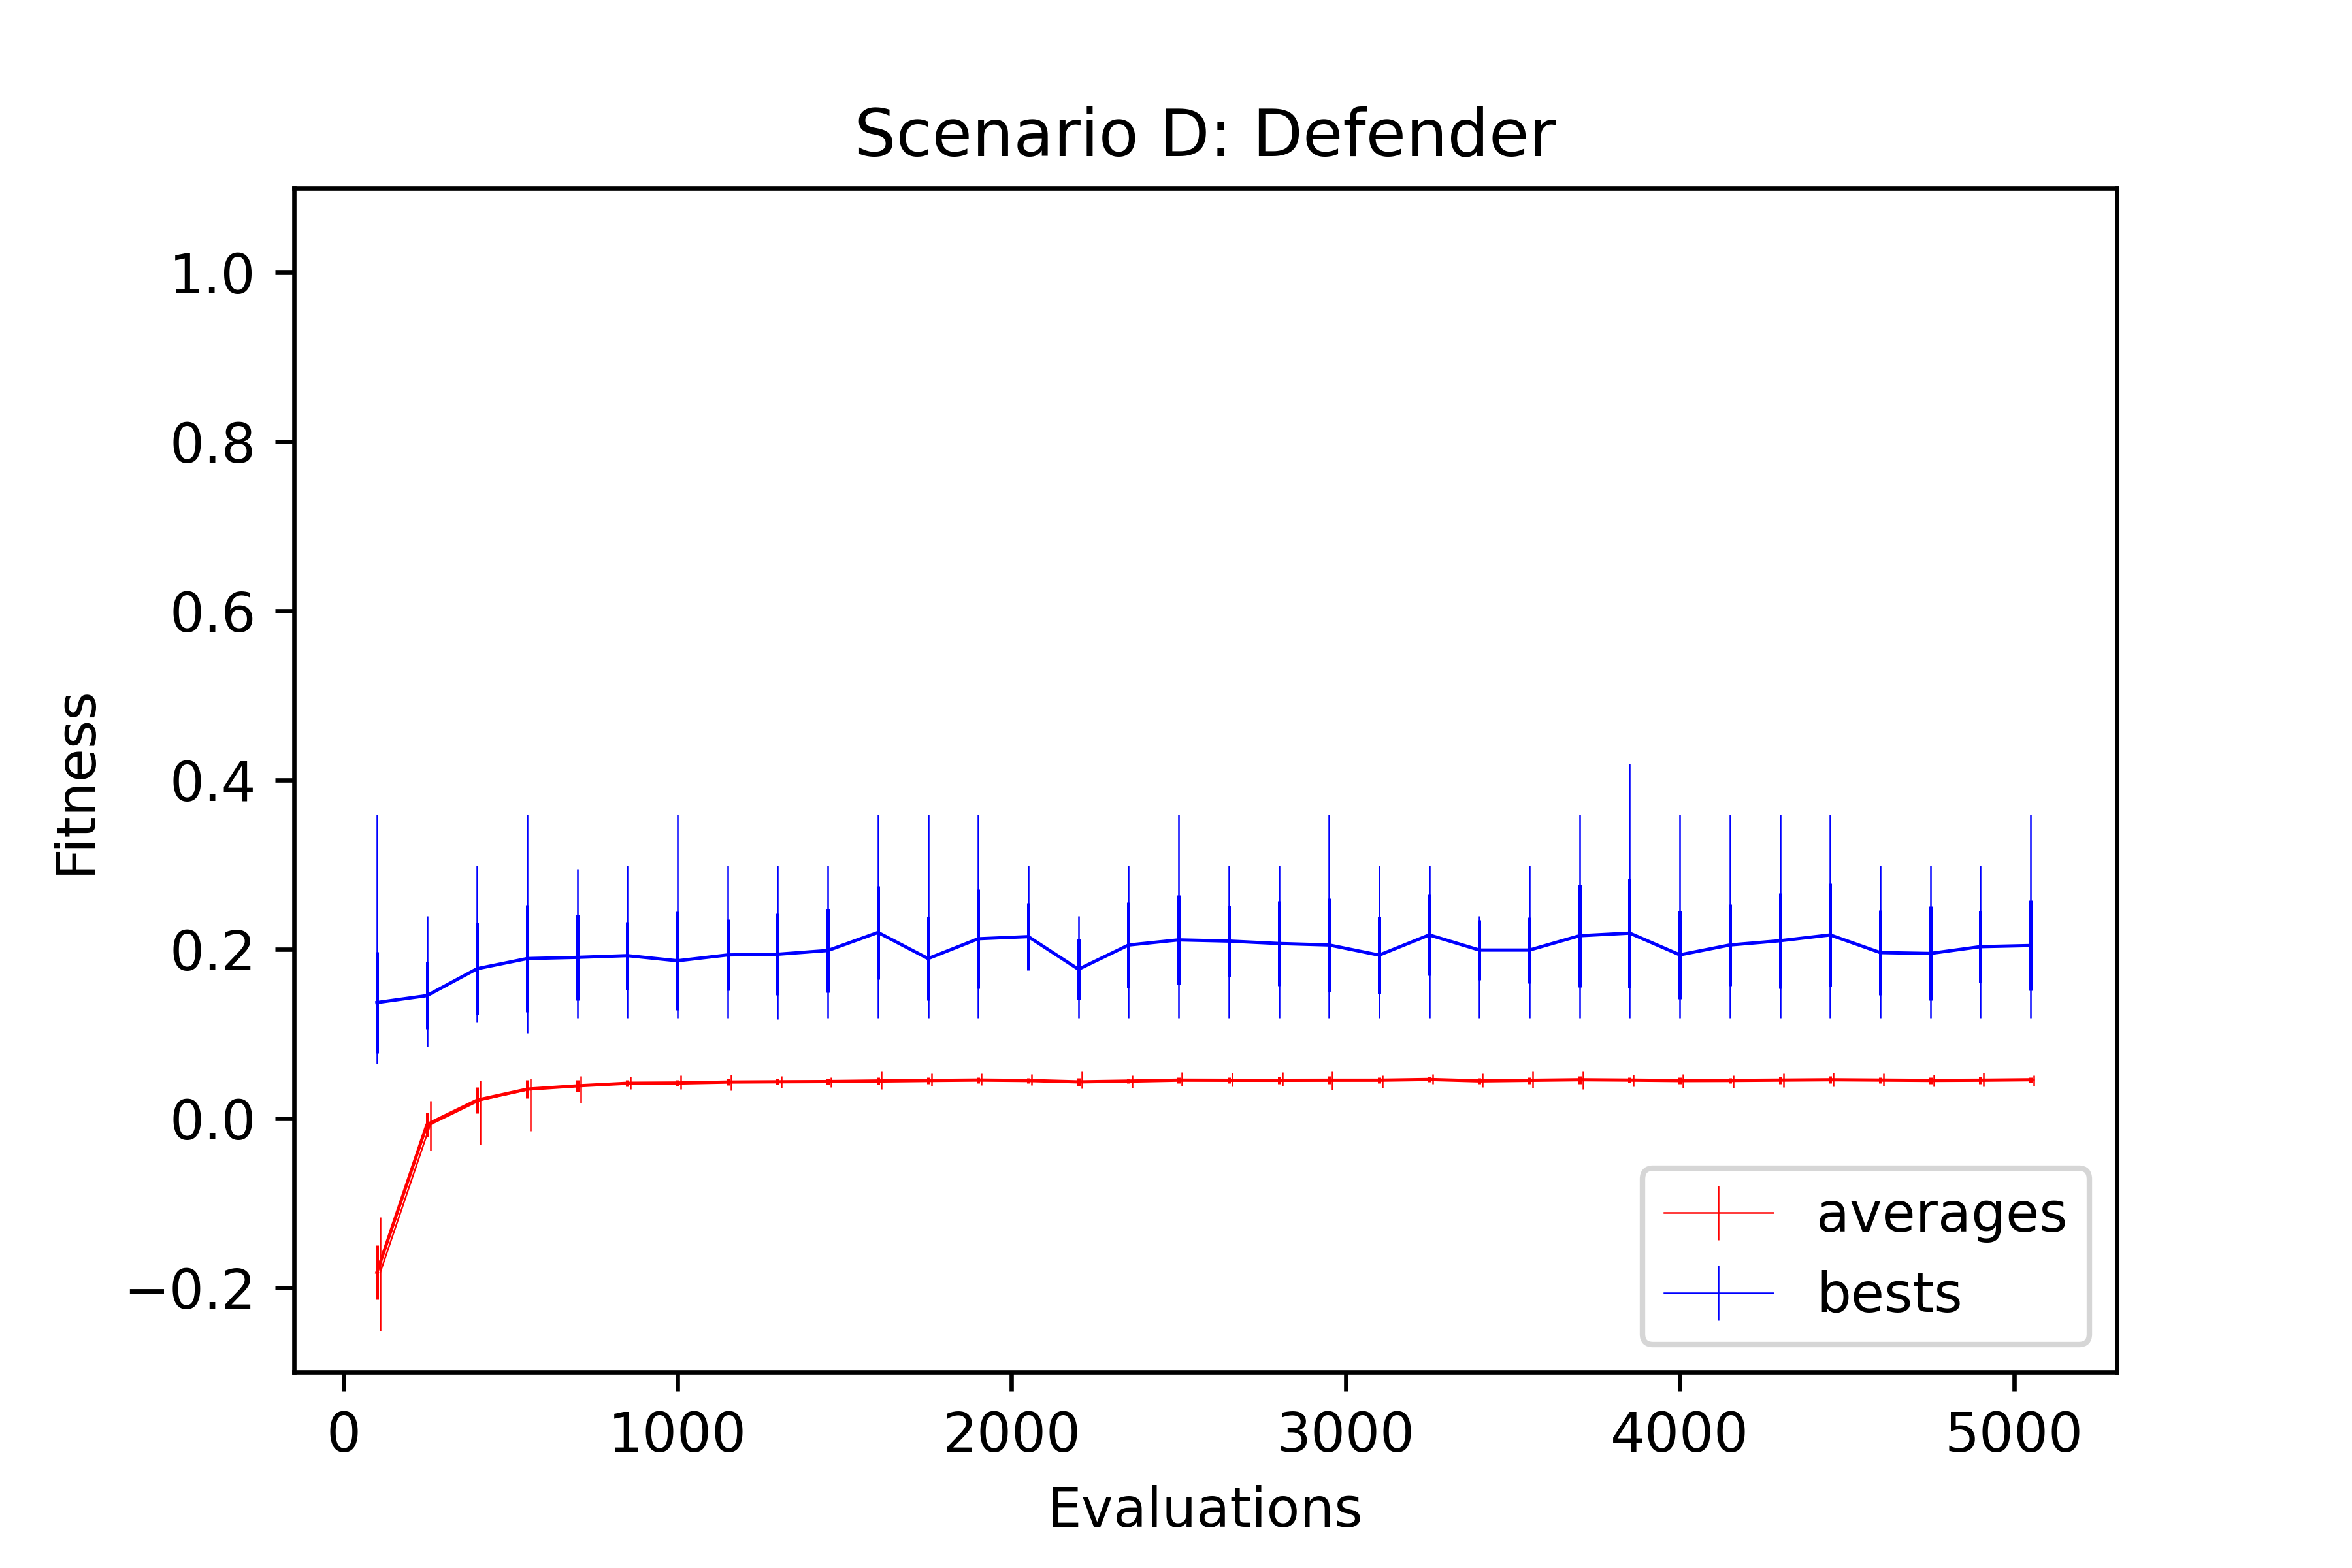 Scenario D: Defender
1.0
0.8
0.6
0.4
0.2
0.0
−0.2
Fitness
averages
bests
0 1000 2000 3000 4000 5000
Evaluations